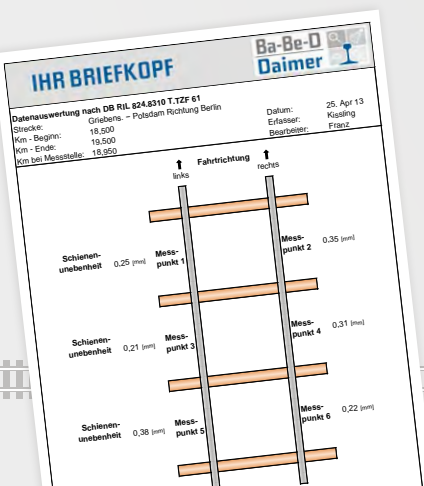 IHR BRIEFKOPF
Ba-Be-D
Daimer
Datenauswertung nach DB RIL 824.8310 T.TZF 61
Strecke: Griebens. – Potsdam Richtung Berlin
Km - Beginn: 18,500
Km - Ende: 19,500
Km bei Messstelle: 18,950
Datum: 25. Apr 13
Erfasser: Kissling
Bearbeiter: Franz
Fahrtrichtung
links
rechts
Schienen-
unebenheit
0,25 [mm]
Mess-
punkt 1
Mess-
punkt 2
0,35 [mm]
Schienen-
unebenheit
0,21 [mm]
Mess-
punkt 3
Mess-
punkt 4
0,31 [mm]
Schienen-
unebenheit
0,38 [mm]
Mess-
punkt 5
Mess-
punkt 6
0,22 [mm]